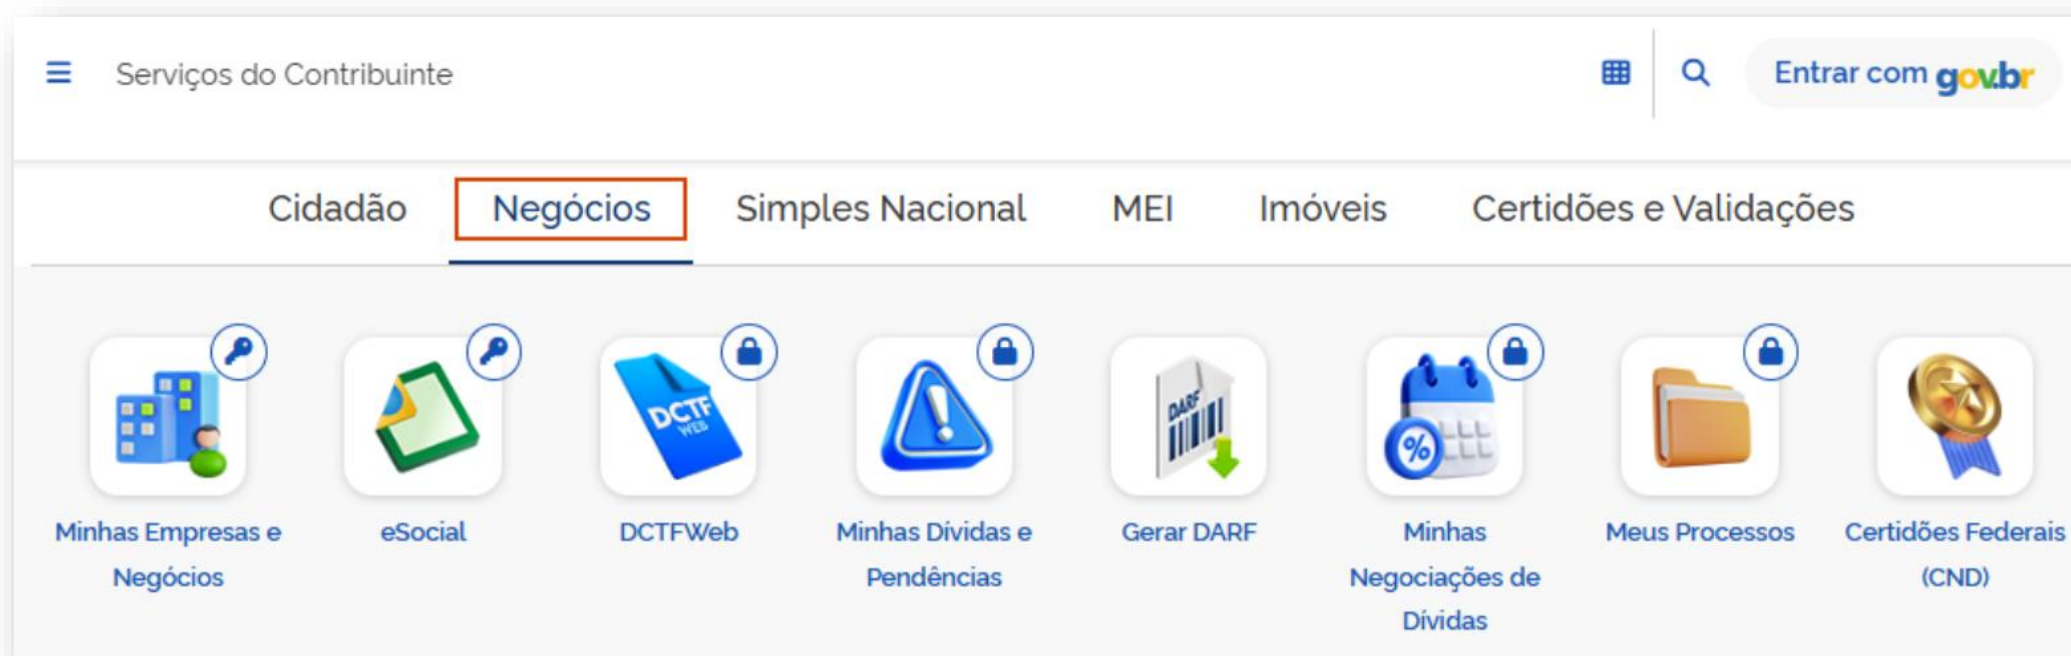 Serviços do Contribuinte
Entrar com gov.br
Cidadão
Negócios
Simples Nacional
MEI
Imóveis
Certidões e Validações
DCTF
WEB
DARF
%
Minhas Empresas e
Negócios
eSocial
DCTFWeb
Minhas Dívidas e
Pendências
Gerar DARF
Minhas
Negociações de
Dívidas
Meus Processos
Certidões Federais
(CND)